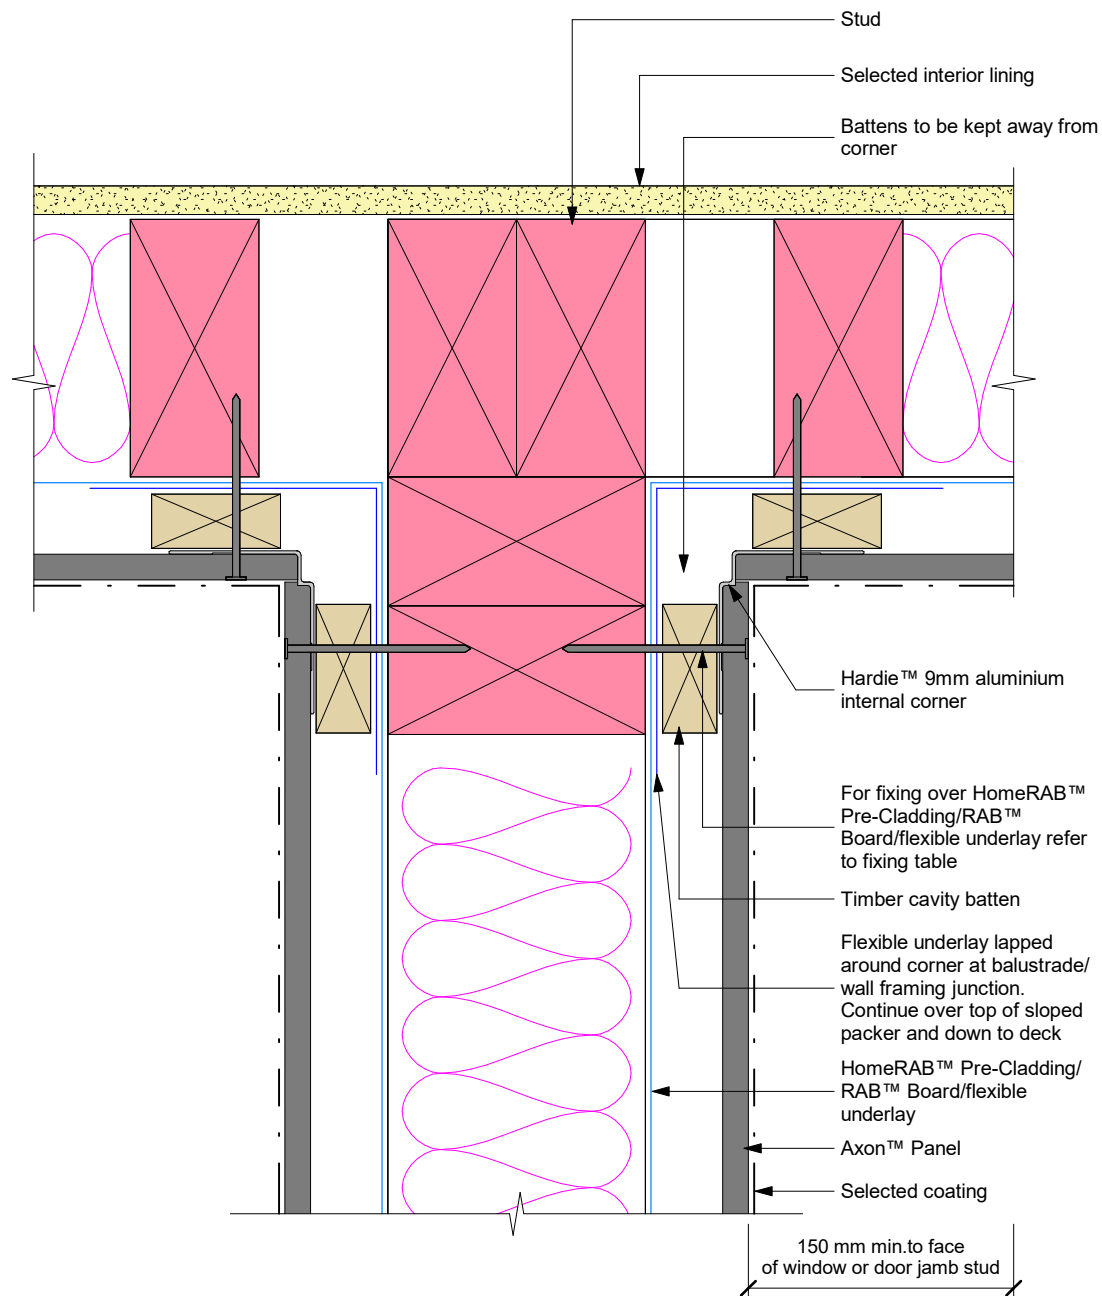 Stud
Selected interior lining
Battens to be kept away from
corner
Hardie™ 9mm aluminium
internal corner
For fixing over HomeRAB™
Pre-Cladding/RAB™
Board/flexible underlay refer
to fixing table
Timber cavity batten
Flexible underlay lapped
around corner at balustrade/
wall framing junction.
Continue over top of sloped
packer and down to deck
HomeRAB™ Pre-Cladding/
RAB™ Board/flexible
underlay
Axon™ Panel
Selected coating
150 mm min.to face
of window or door jamb stud